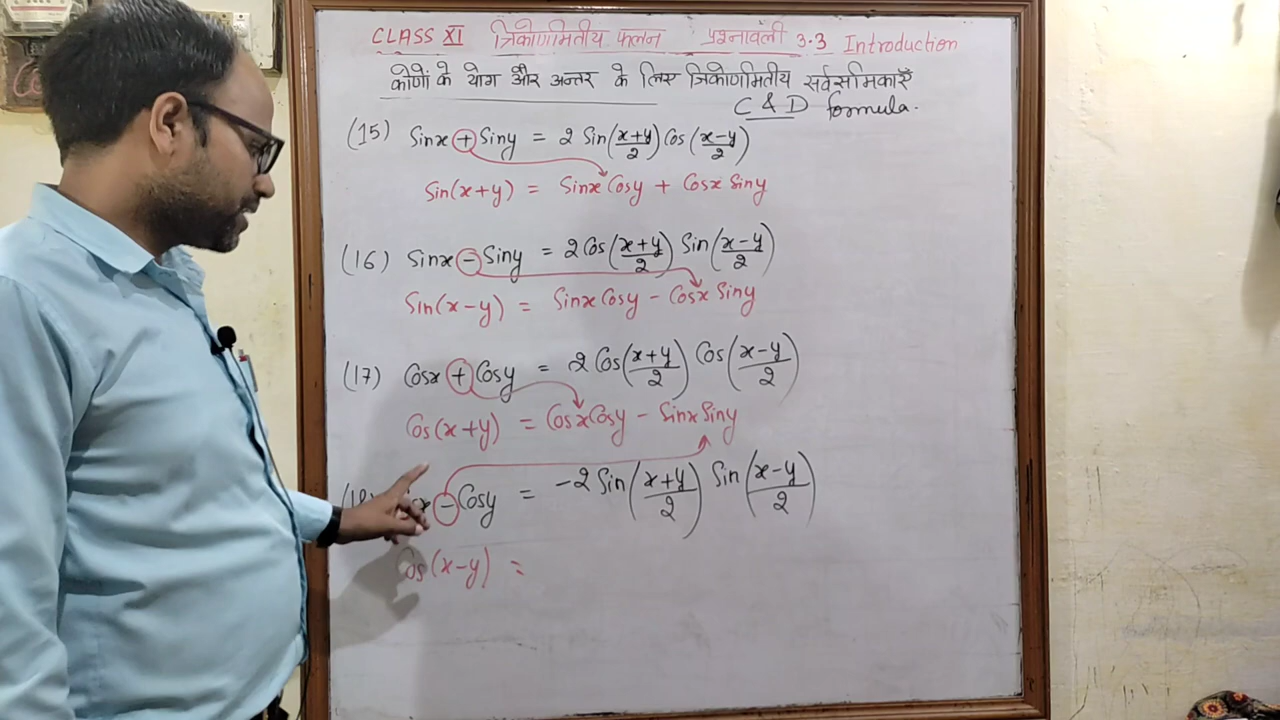 CLASS XI त्रिकोणमितीय फलन प्रश्नावली 3.3 Introduction
कोणों के योग और अन्तर के लिए त्रिकोणमितीय सर्वसमिकाएँ
C & D formula.
(15) Sinx + Siny = 2 Sin(x+y/2) Cos(x-y/2)
Sin(x+y) = Sinx Cosy + Cosx Siny
(16) Sinx - Siny = 2 Cos(x+y/2) Sin(x-y/2)
Sin(x-y) = Sinx Cosy - Cosx Siny
(17) Cosx + Cosy = 2 Cos(x+y/2) Cos(x-y/2)
Cos(x+y) = Cosx Cosy - Sinx Siny
- Cosy = -2 Sin(x+y/2) Sin(x-y/2)
Cos(x-y) =